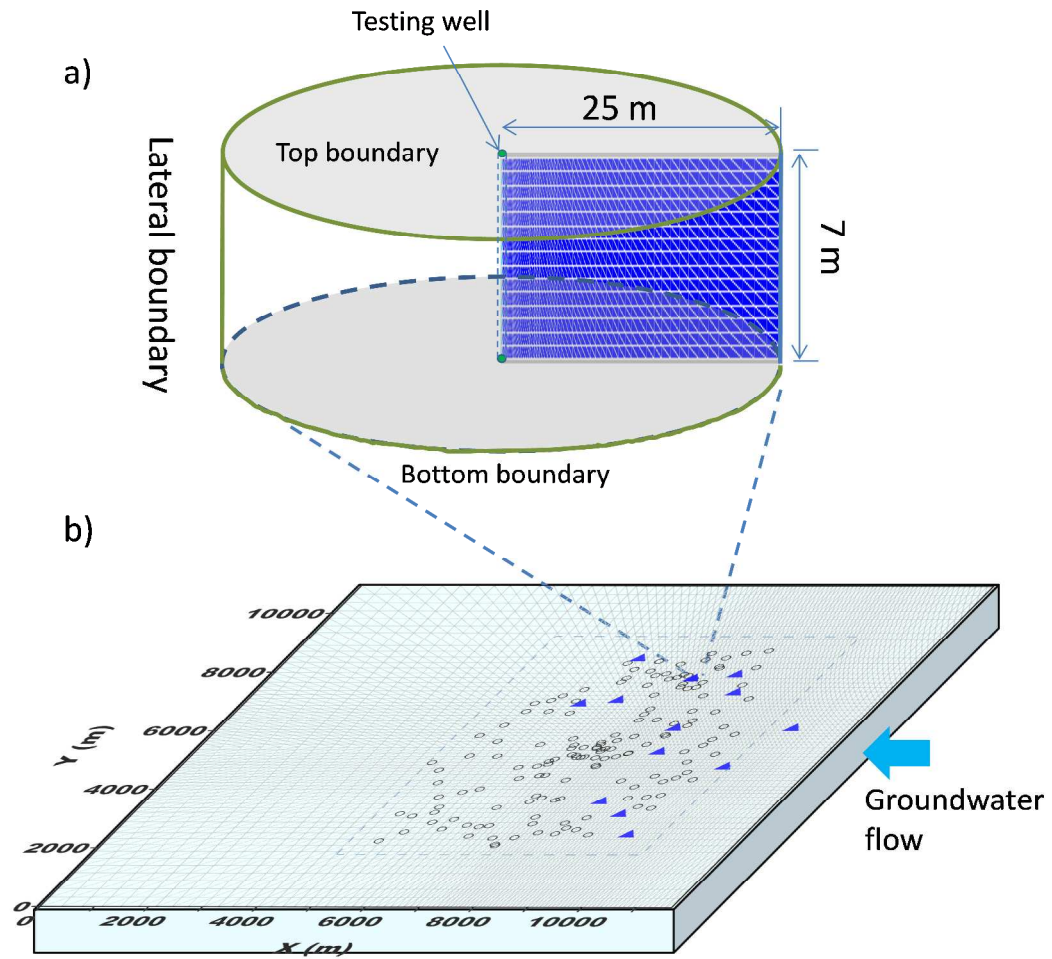 Testing well
a)
25 m
Top boundary
Lateral boundary
7 m
Bottom boundary
b)
10000
8000
6000
Y (m)
4000
2000
0
0
2000
4000
6000
8000
10000
X (m)
Groundwater
flow